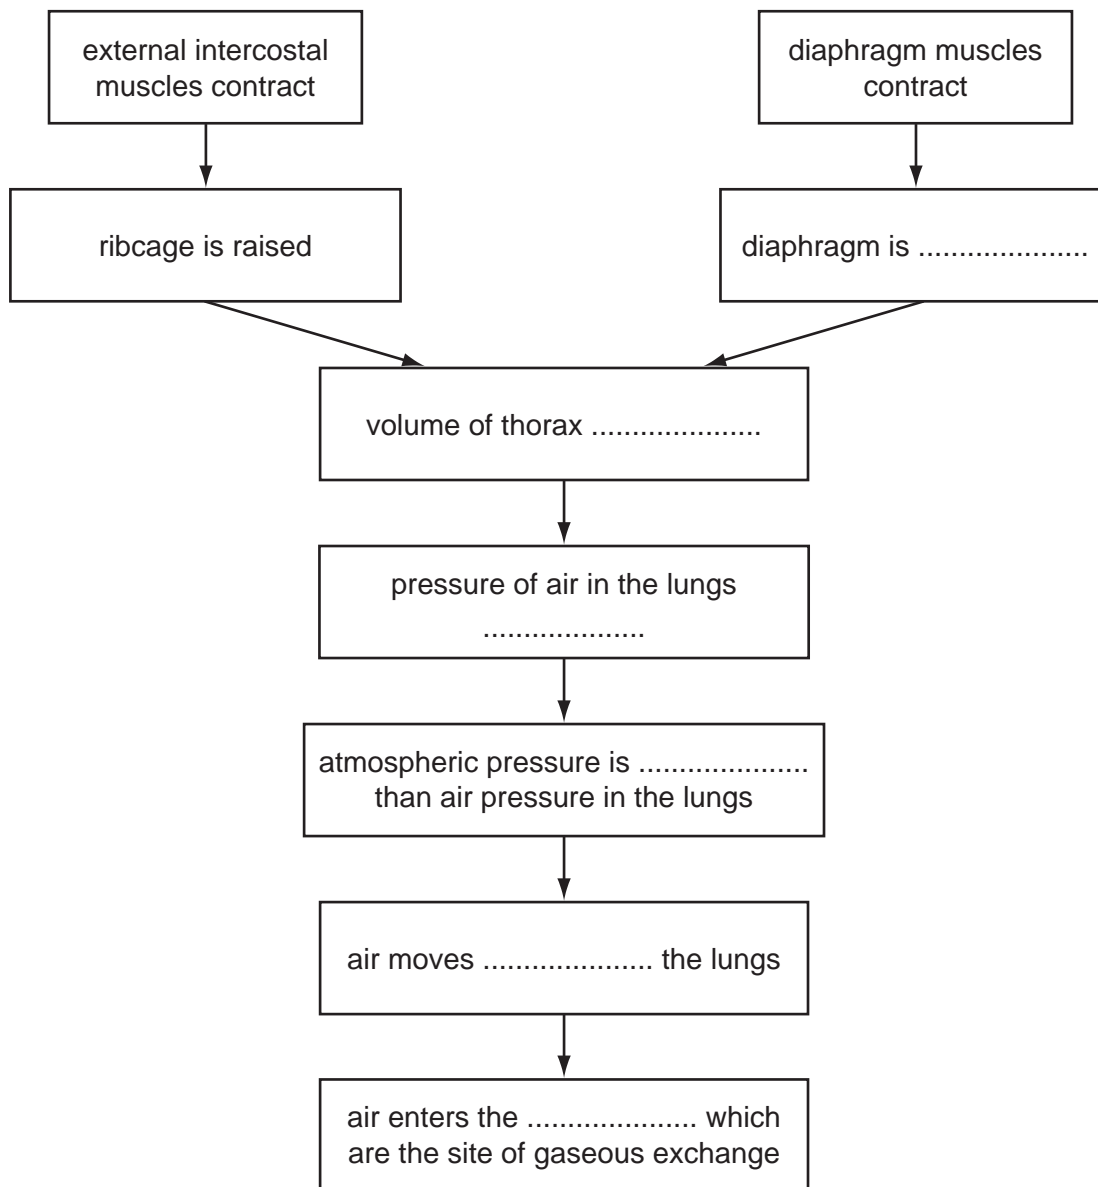 external intercostal
muscles contract
diaphragm muscles
contract
ribcage is raised
diaphragm is .....................
volume of thorax .....................
pressure of air in the lungs
....................
atmospheric pressure is .....................
than air pressure in the lungs
air moves ..................... the lungs
air enters the ..................... which
are the site of gaseous exchange